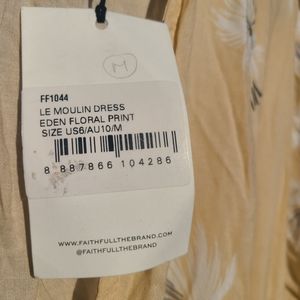 M
FF1044
LE MOULIN DRESS
EDEN FLORAL PRINT
SIZE US6/AU10/M
8 887866 104286
WWW.FAITHFULLTHEBRAND.COM
@FAITHFULLTHEBRAND